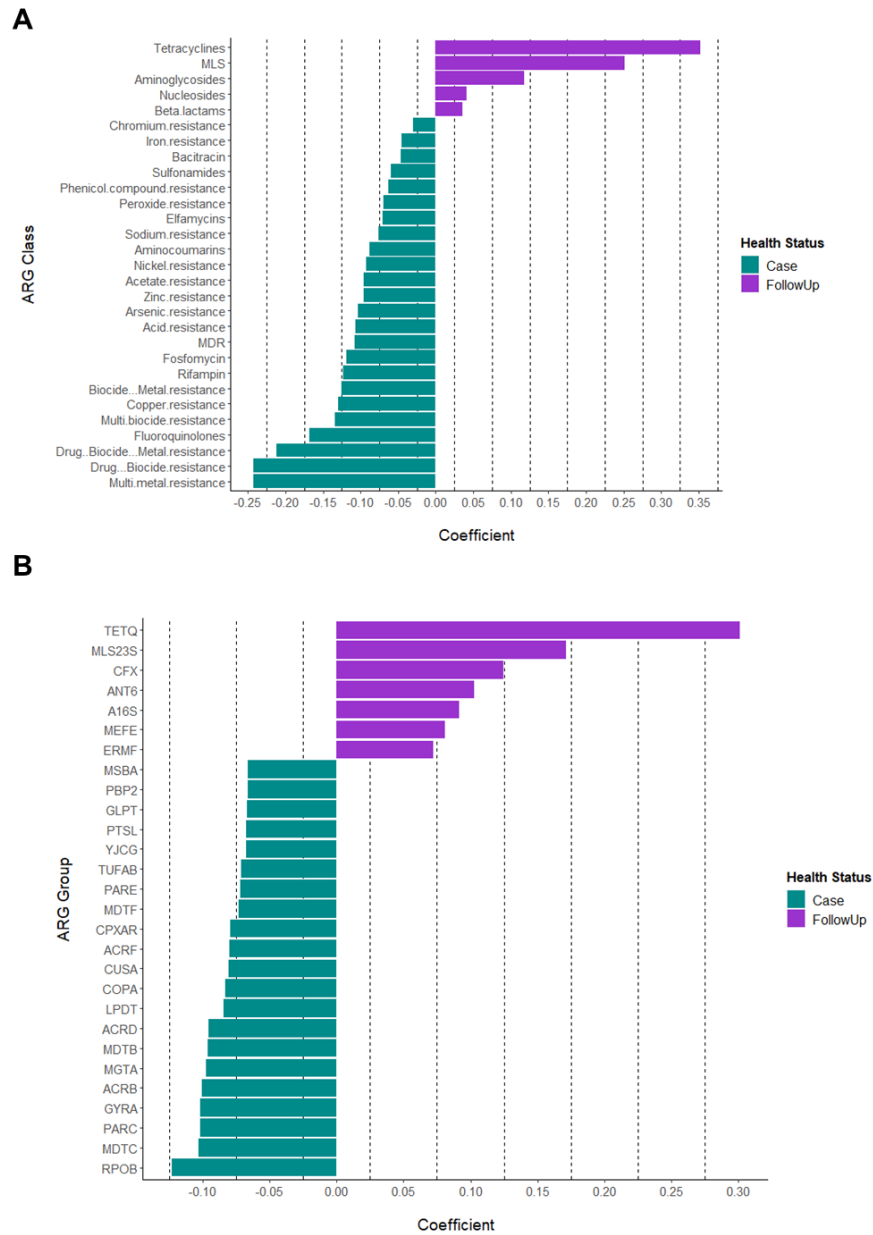 A
Tetracyclines
MLS
Aminoglycosides
Nucleosides
Beta.lactams
Chromium.resistance
Iron.resistance
Bacitracin
Sulfonamides
Phenicol.compound.resistance
Peroxide.resistance
Elfamycins
Sodium.resistance
Aminocoumarins
Nickel.resistance
Acetate.resistance
Zinc.resistance
Arsenic.resistance
Acid.resistance
MDR
Fosfomycin
Rifampin
Biocide...Metal.resistance
Copper.resistance
Multi.biocide.resistance
Fluoroquinolones
Drug..Biocide...Metal.resistance
Drug...Biocide.resistance
Multi.metal.resistance
ARG Class
-0.25 -0.20 -0.15 -0.10 -0.05 0.00 0.05 0.10 0.15 0.20 0.25 0.30 0.35
Coefficient
Health Status
Case
FollowUp
B
TETQ
MLS23S
CFX
ANT6
A16S
MEFE
ERMF
MSBA
PBP2
GLPT
PTSL
YJCG
TUFAB
PARE
MDTF
CPXAR
ACRF
CUSA
COPA
LPDT
ACRD
MDTB
MGTA
ACRB
GYRA
PARC
MDTC
RPOB
ARG Group
-0.10 -0.05 0.00 0.05 0.10 0.15 0.20 0.25 0.30
Coefficient
Health Status
Case
FollowUp